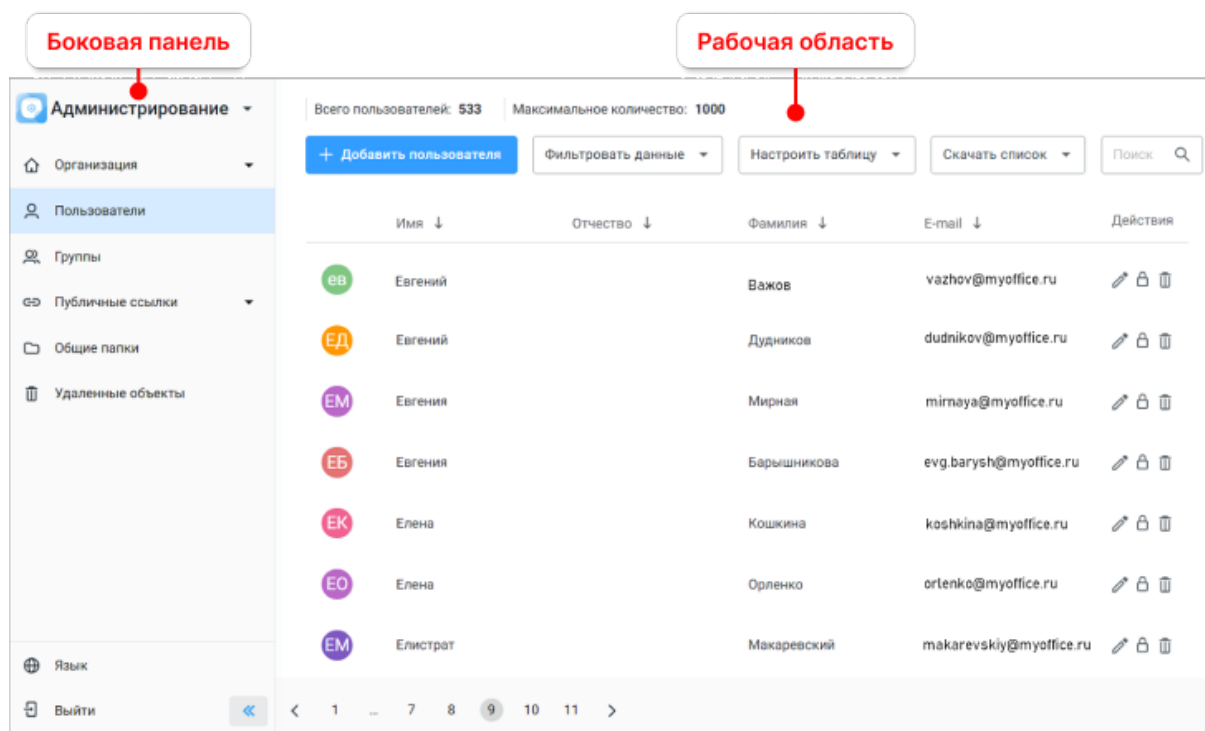 Боковая панель
Рабочая область
Администрирование
Всего пользователей: 533 Максимальное количество: 1000
+ Добавить пользователя Фильтровать данные Настроить таблицу Скачать список Поиск
Организация
Пользователи
Группы
Публичные ссылки
Общие папки
Удаленные объекты
Язык
Выйти
Имя ↓ Отчество ↓ Фамилия ↓ E-mail ↓ Действия
ев Евгений Важов vazhov@myoffice.ru
ЕД Евгений Дудников dudnikov@myoffice.ru
ЕМ Евгения Мирная mirnaya@myoffice.ru
ЕБ Евгения Барышникова evg.barysh@myoffice.ru
ЕК Елена Кошкина koshkina@myoffice.ru
ЕО Елена Орленко orlenko@myoffice.ru
ЕМ Елистрат Макаревский makarevskiy@myoffice.ru
< 1 ... 7 8 9 10 11 >